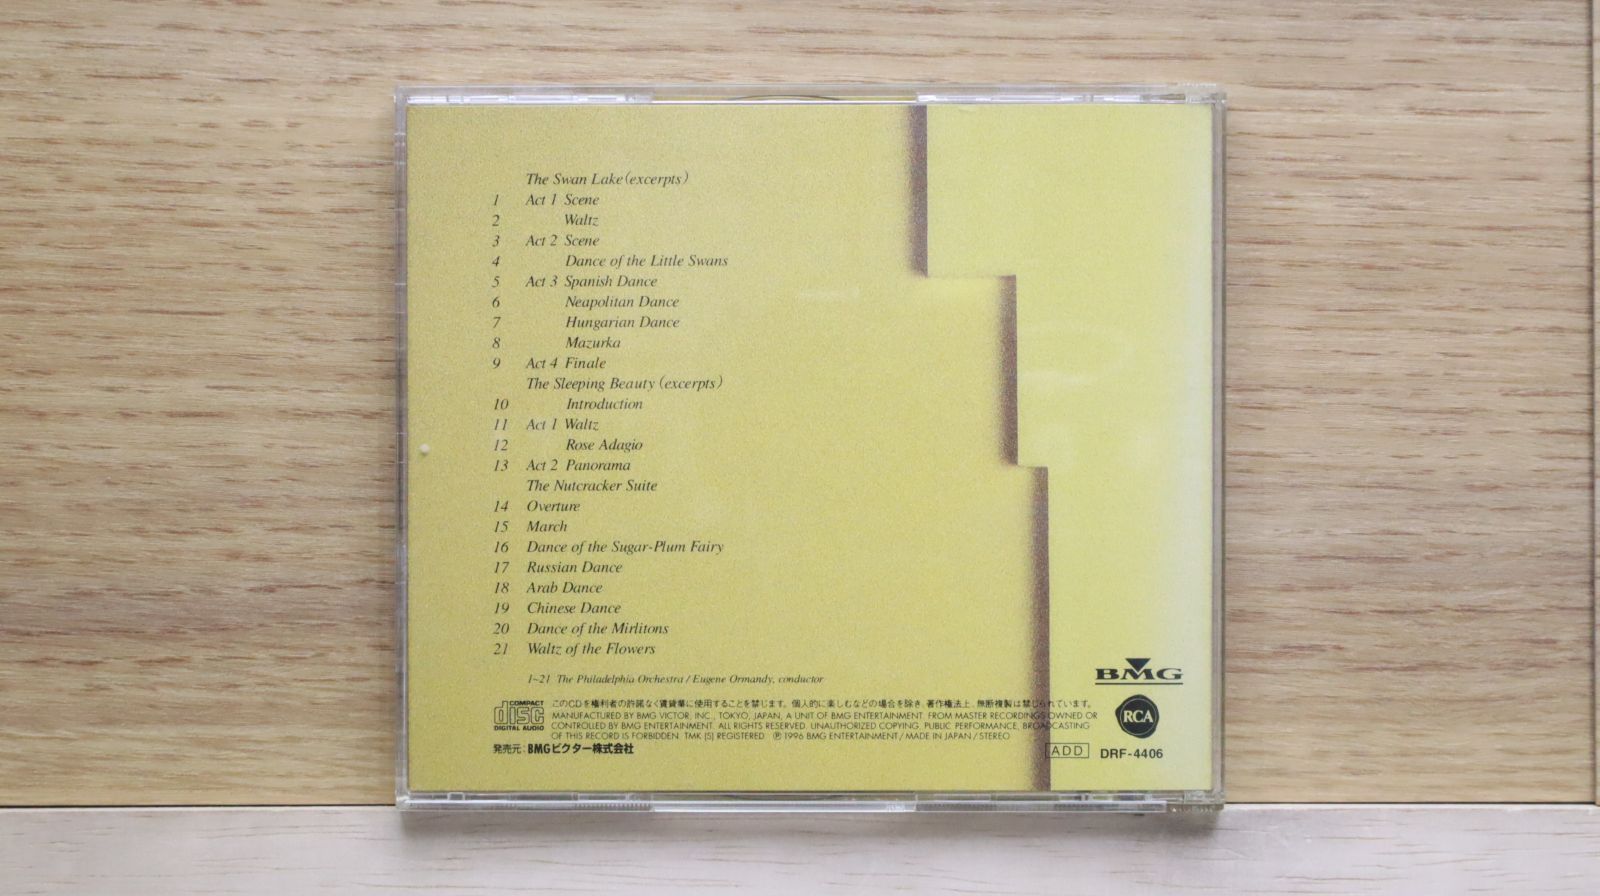 The Swan Lake (excerpts)
1 Act 1 Scene
2 Waltz
3 Act 2 Scene
4 Dance of the Little Swans
5 Act 3 Spanish Dance
6 Neapolitan Dance
7 Hungarian Dance
8 Mazurka
9 Act 4 Finale
The Sleeping Beauty (excerpts)
10 Introduction
11 Act 1 Waltz
12 Rose Adagio
13 Act 2 Panorama
The Nutcracker Suite
14 Overture
15 March
16 Dance of the Sugar-Plum Fairy
17 Russian Dance
18 Arab Dance
19 Chinese Dance
20 Dance of the Mirlitons
21 Waltz of the Flowers
1~21 The Philadelphia Orchestra / Eugene Ormandy, conductor
BMG
COMPACT
disc
DIGITAL AUDIO
このCDを権利者の許諾なく賃貸業に使用することを禁じます。個人的に楽しむなどの場合を除き、著作権法上、無断複製は禁じられています。
MANUFACTURED BY BMG VICTOR, INC., TOKYO, JAPAN, A UNIT OF BMG ENTERTAINMENT. FROM MASTER RECORDINGS OWNED OR
CONTROLLED BY BMG ENTERTAINMENT. ALL RIGHTS RESERVED. UNAUTHORIZED COPYING, PUBLIC PERFORMANCE, BROADCASTING
OF THIS RECORD IS FORBIDDEN. TMK(S) REGISTERED ℗ 1996 BMG ENTERTAINMENT / MADE IN JAPAN / STEREO
RCA
発売元:BMGビクター株式会社
ADD DRF-4406